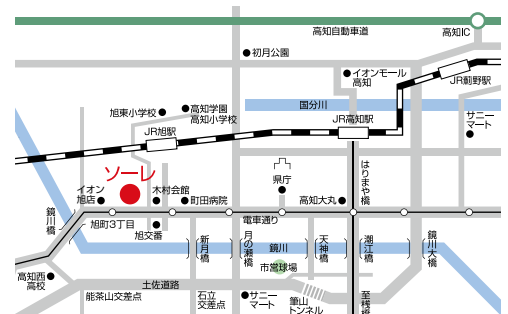 高知自動車道
高知IC
初月公園
イオンモール
高知
JR薊野駅
国分川
高知学園
高知小学校
旭東小学校
JR旭駅
JR高知駅
サニー
マート
ソーレ
イオン
旭店
木村会館
町田病院
県庁
高知大丸
はりまや橋
鏡川橋
旭町3丁目
旭交番
電車通り
新月橋
月の瀬橋
鏡川
天神橋
潮江橋
鏡川大橋
市営球場
高知西
高校
土佐道路
能茶山交差点
石立
交差点
サニー
マート
筆山
トンネル
至桟橋